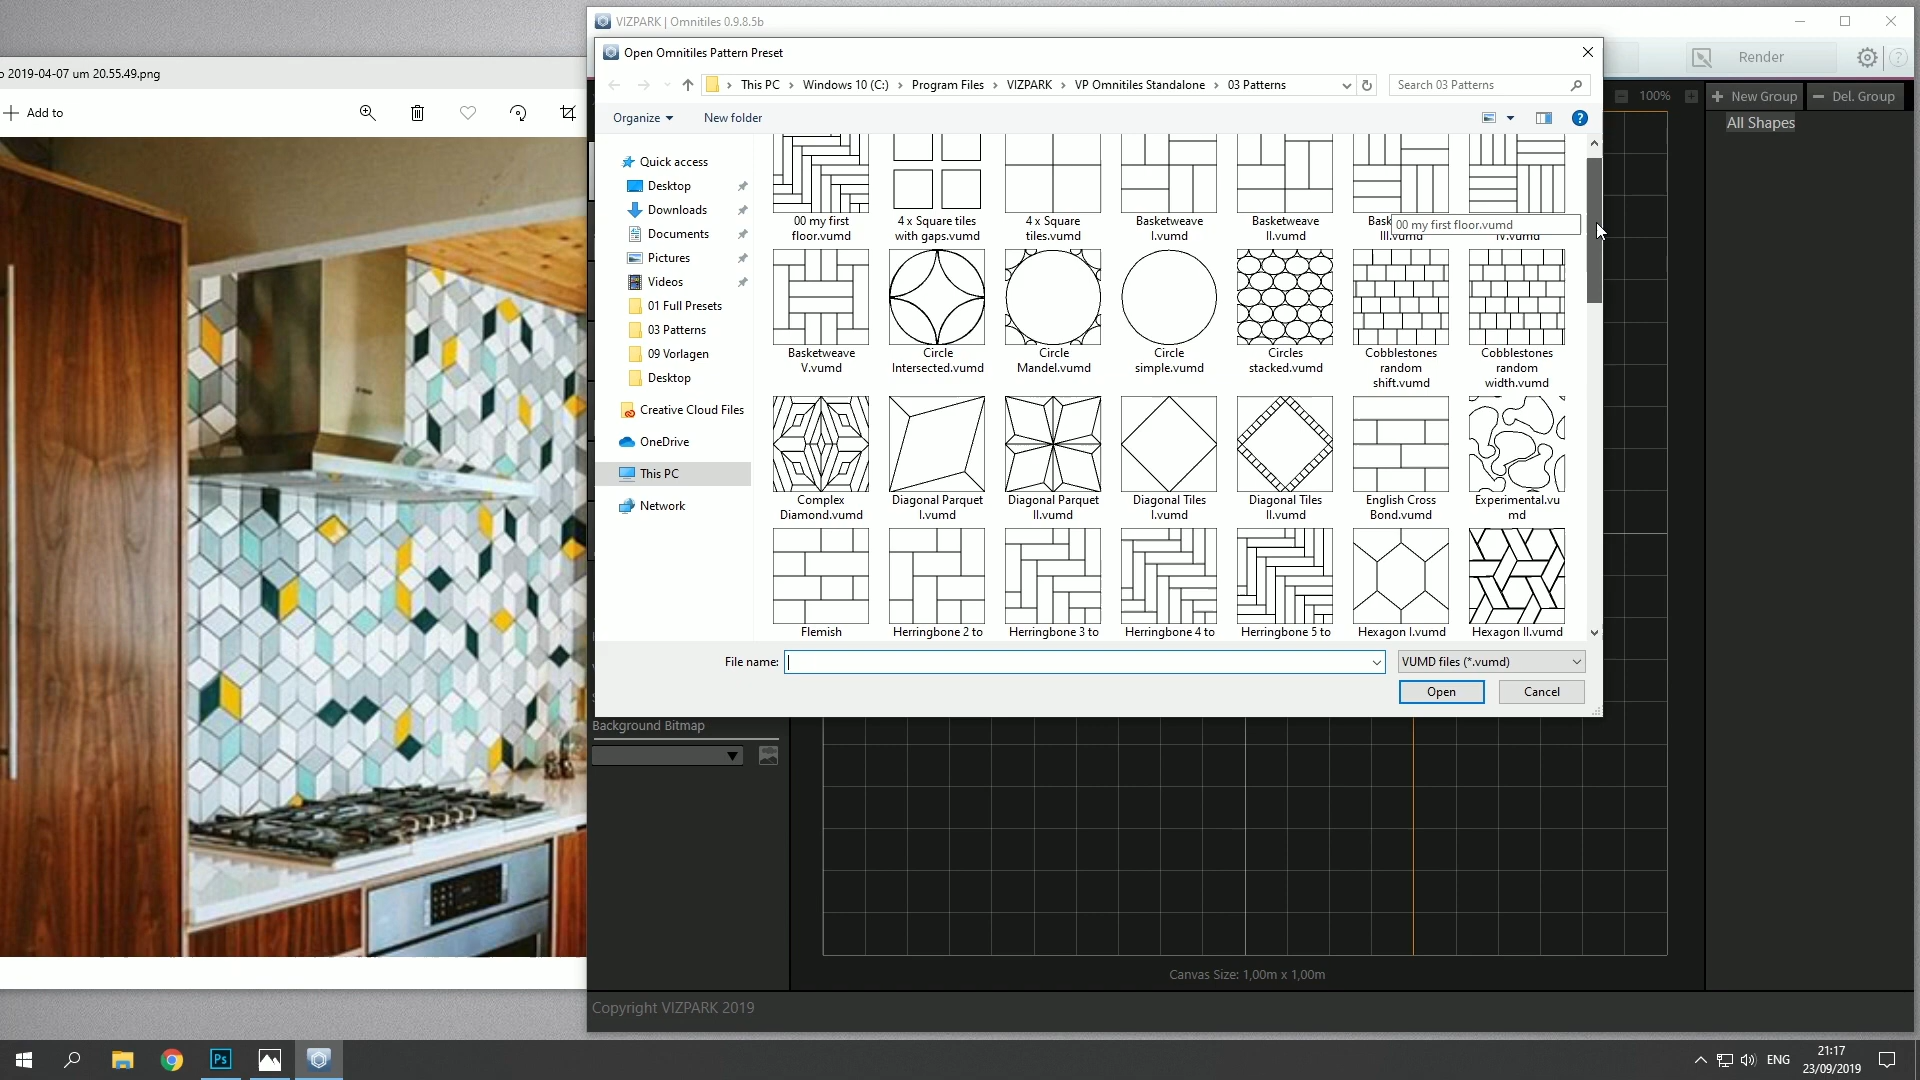 VIZPARK | Omnitiles 0.9.8.5b
o 2019-04-07 um 20.55.49.png
Add to
Open Omnitiles Pattern Preset
This PC
Windows 10 (C:)
Program Files
VIZPARK
VP Omnitiles Standalone
03 Patterns
Search 03 Patterns
Organize
New folder
Render
100%
New Group
Del. Group
All Shapes
Quick access
Desktop
Downloads
Documents
Pictures
Videos
01 Full Presets
03 Patterns
09 Vorlagen
Desktop
Creative Cloud Files
OneDrive
This PC
Network
00 my first
floor.vumd
4 x Square tiles
with gaps.vumd
4 x Square
tiles.vumd
Basketweave
I.vumd
Basketweave
II.vumd
Bask
III.vumd
IV.vumd
00 my first floor.vumd
Basketweave
V.vumd
Circle
Intersected.vumd
Circle
Mandel.vumd
Circle
simple.vumd
Circles
stacked.vumd
Cobblestones
random
shift.vumd
Cobblestones
random
width.vumd
Complex
Diamond.vumd
Diagonal Parquet
I.vumd
Diagonal Parquet
II.vumd
Diagonal Tiles
I.vumd
Diagonal Tiles
II.vumd
English Cross
Bond.vumd
Experimental.vu
md
Flemish
Herringbone 2 to
Herringbone 3 to
Herringbone 4 to
Herringbone 5 to
Hexagon I.vumd
Hexagon II.vumd
File name:
VUMD files (*.vumd)
Open
Cancel
Background Bitmap
Canvas Size: 1,00m x 1,00m
Copyright VIZPARK 2019
Ps
ENG
21:17
23/09/2019